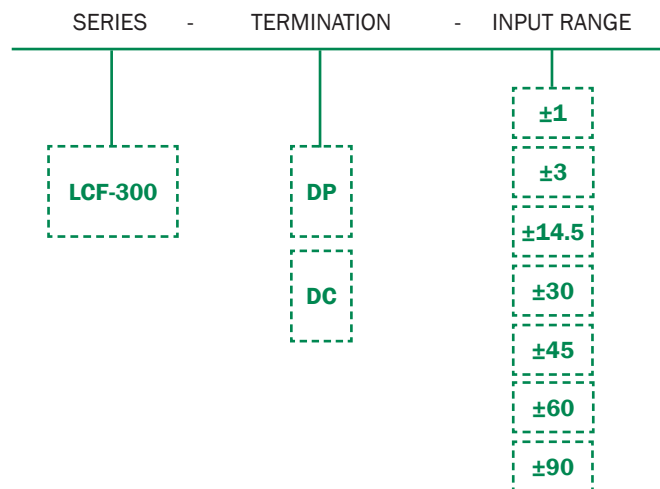 SERIES - TERMINATION - INPUT RANGE
±1
LCF-300
DP
±3
±14.5
DC
±30
±45
±60
±90